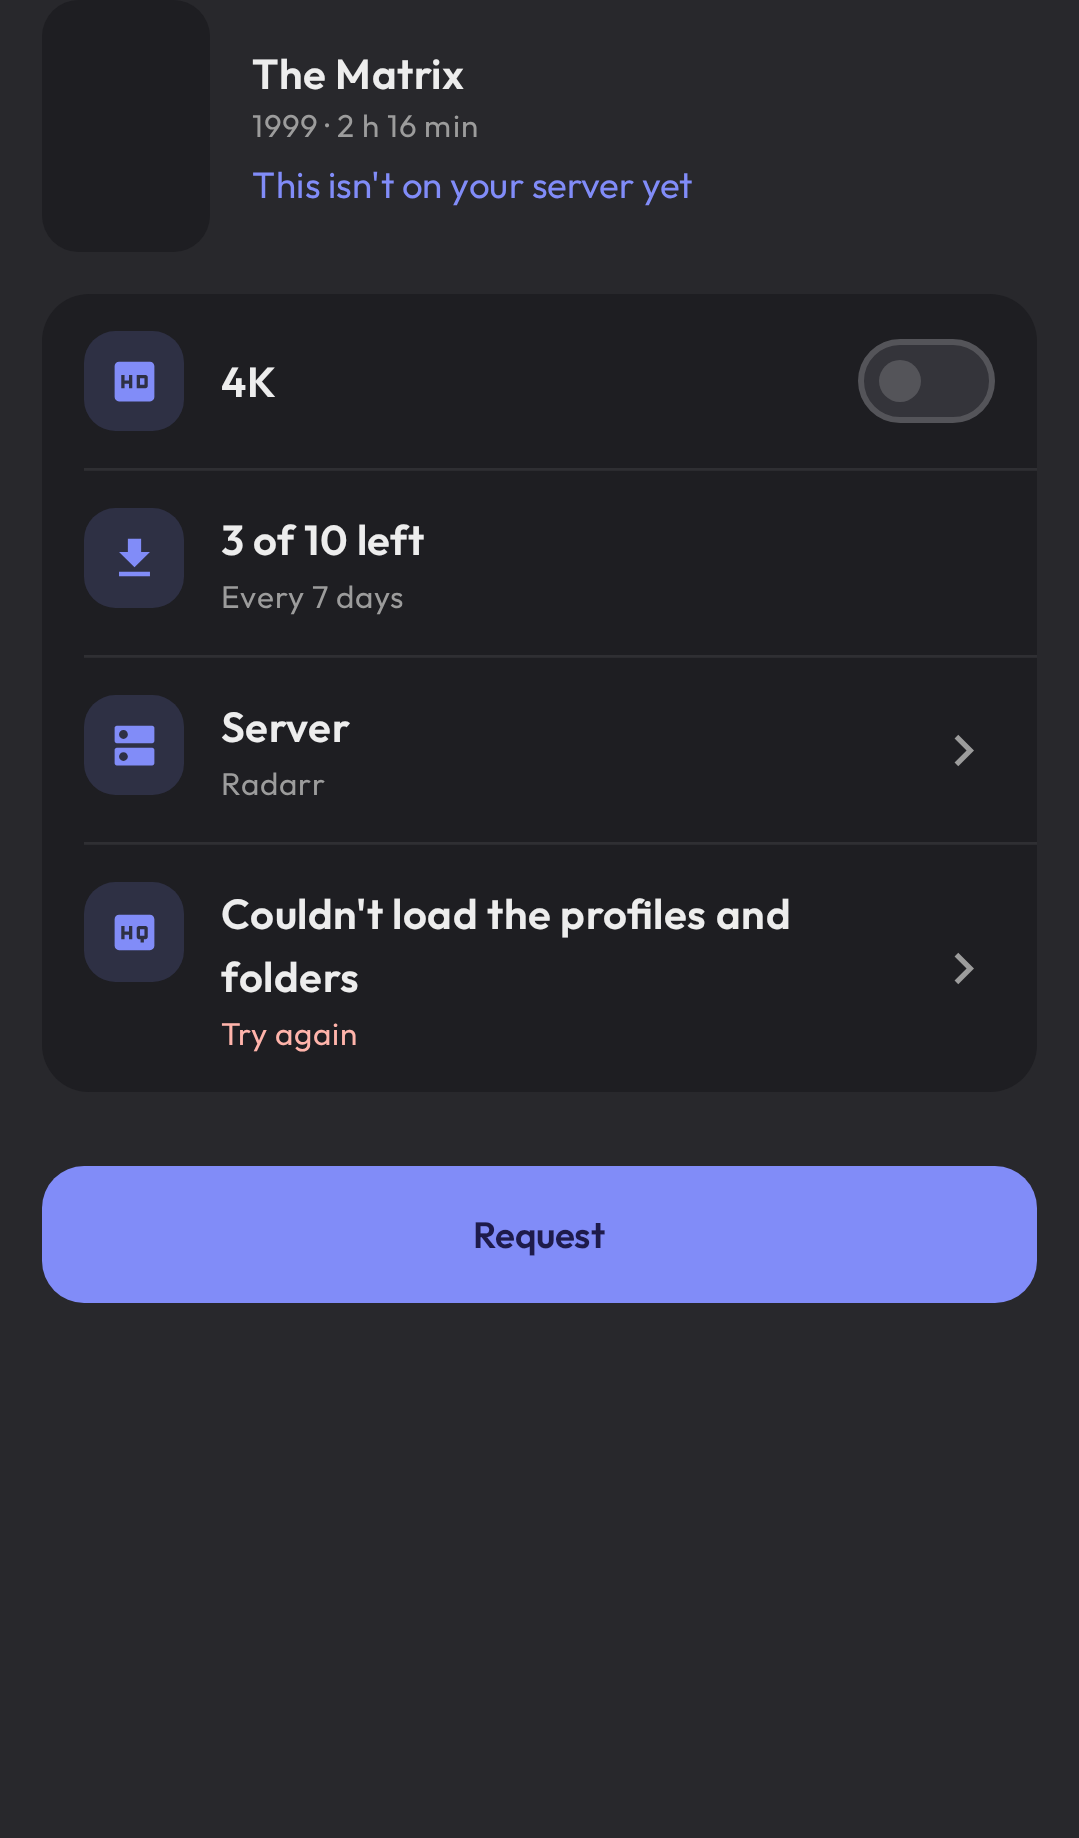 The Matrix
1999 · 2 h 16 min
This isn't on your server yet
HD
4K
3 of 10 left
Every 7 days
Server
Radarr
HQ
Couldn't load the profiles and
folders
Try again
Request